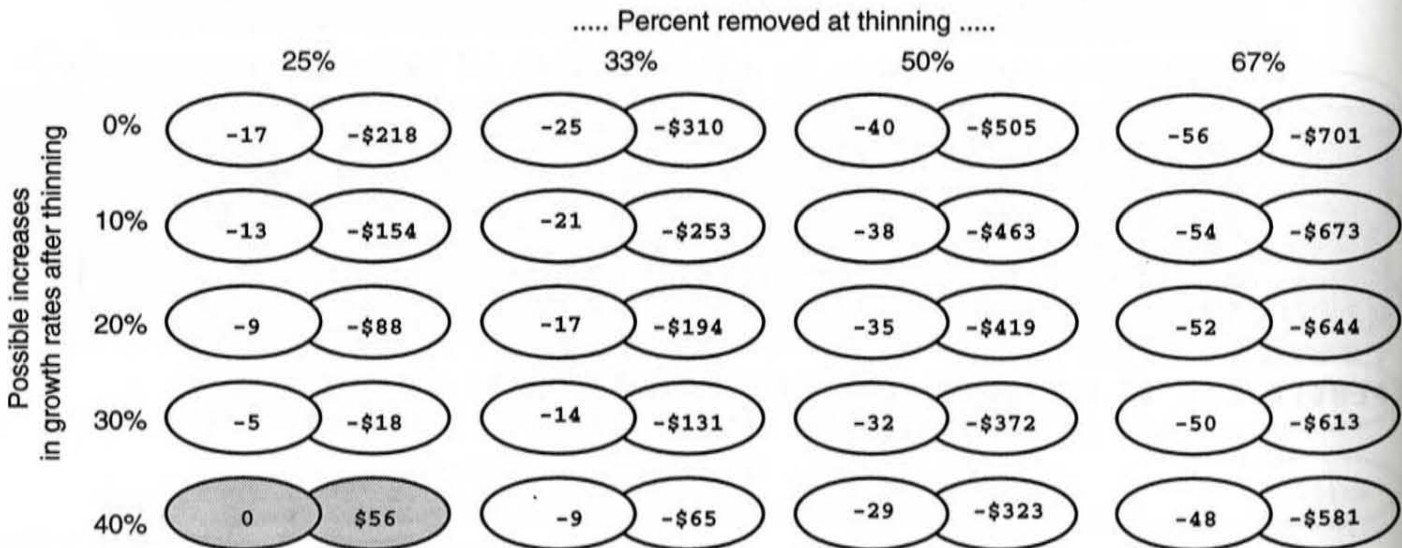 ..... Percent removed at thinning .....
25% 33% 50% 67%
Possible increases
in growth rates after thinning
0% -17 -$218 -25 -$310 -40 -$505 -56 -$701
10% -13 -$154 -21 -$253 -38 -$463 -54 -$673
20% -9 -$88 -17 -$194 -35 -$419 -52 -$644
30% -5 -$18 -14 -$131 -32 -$372 -50 -$613
40% 0 $56 -9 -$65 -29 -$323 -48 -$581